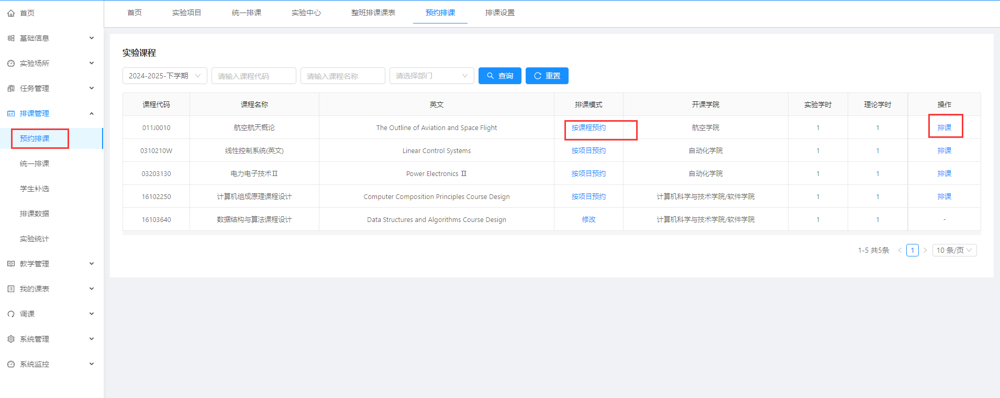 首页
基础信息
实验场所
任务管理
排课管理
预约排课
统一排课
学生补选
排课数据
实验统计
教学管理
我的课表
调课
系统管理
系统监控
首页 实验项目 统一排课 实验中心 整班排课课表 预约排课 排课设置
实验课程
2024-2025-下学期 请输入课程代码 请输入课程名称 请选择部门 查询 重置
课程代码 课程名称 英文 排课模式 开课学院 实验学时 理论学时 操作
011J0010 航空航天概论 The Outline of Aviation and Space Flight 按课程预约 航空学院 1 1 排课
0310210W 线性控制系统(英文) Linear Control Systems 按项目预约 自动化学院 1 1 排课
03203130 电力电子技术Ⅱ Power Electronics Ⅱ 按项目预约 自动化学院 1 1 排课
16102250 计算机组成原理课程设计 Computer Composition Principles Course Design 按项目预约 计算机科学与技术学院/软件学院 1 1 排课
16103640 数据结构与算法课程设计 Data Structures and Algorithms Course Design 修改 计算机科学与技术学院/软件学院 1 1 -
1-5 共5条 < 1 > 10 条/页